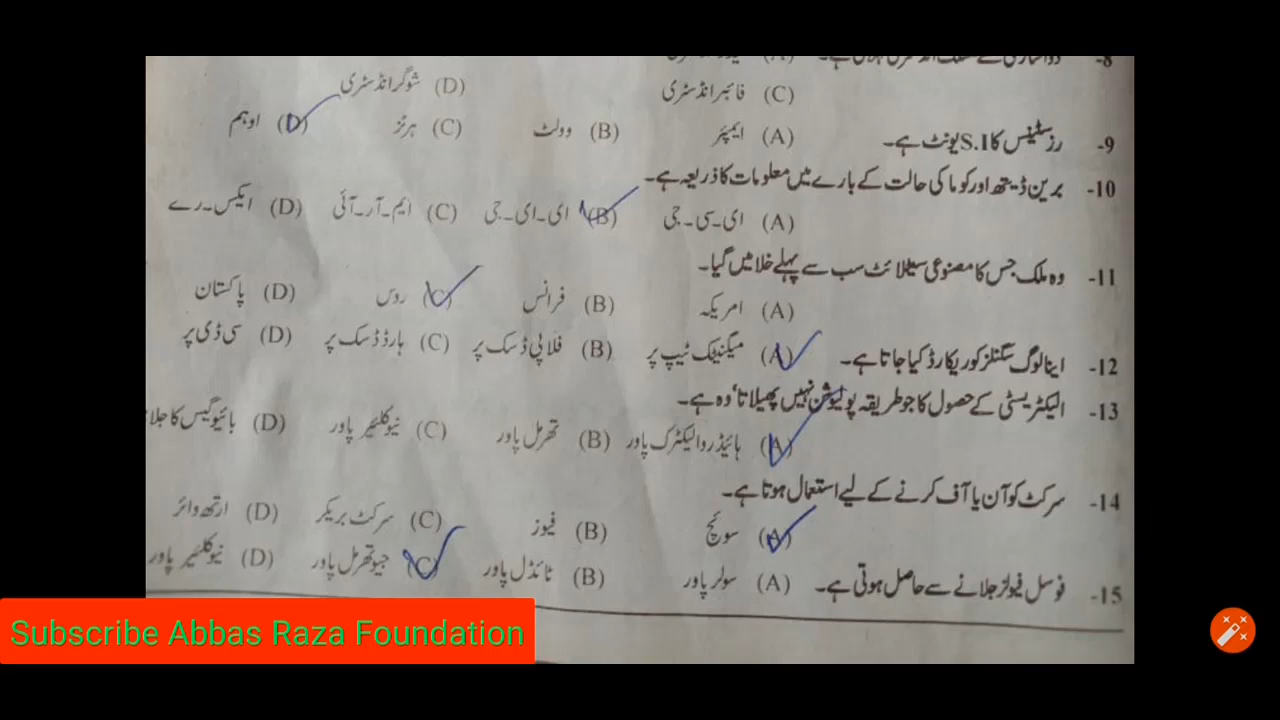 8-
(C) فائبر انڈسٹری (D) شوگر انڈسٹری
9- رزسٹینس کا S.I یونٹ ہے۔ (A) ایمپئر (B) وولٹ (C) ہرٹز (D) اوہم
10- برین ڈیتھ اور کوما کی حالت کے بارے میں معلومات کا ذریعہ ہے۔
(A) ای۔سی۔جی (B) ای۔ای۔جی (C) ایم۔آر۔آئی (D) ایکس۔رے
11- وہ ملک جس کا مصنوعی سیٹلائٹ سب سے پہلے خلا میں گیا۔
(A) امریکہ (B) فرانس (C) روس (D) پاکستان
12- اینالوگ سگنلز کو ریکارڈ کیا جاتا ہے۔ (A) میگنیٹک ٹیپ پر (B) فلاپی ڈسک پر (C) ہارڈ ڈسک پر (D) سی ڈی پر
13- الیکٹریسٹی کے حصول کا جو طریقہ پولیوشن نہیں پھیلاتا، وہ ہے۔
(A) ہائیڈرو الیکٹرک پاور (B) تھرمل پاور (C) نیوکلئیر پاور (D) بائیوگیس کا جلا
14- سرکٹ کو آن یا آف کرنے کے لیے استعمال ہوتا ہے۔
(A) سوئچ (B) فیوز (C) سرکٹ بریکر (D) ارتھ وائر
15- فوسل فیولز جلانے سے حاصل ہوتی ہے۔ (A) سولر پاور (B) ٹائڈل پاور (C) جیوتھرمل پاور (D) نیوکلئیر پاور
Subscribe Abbas Raza Foundation